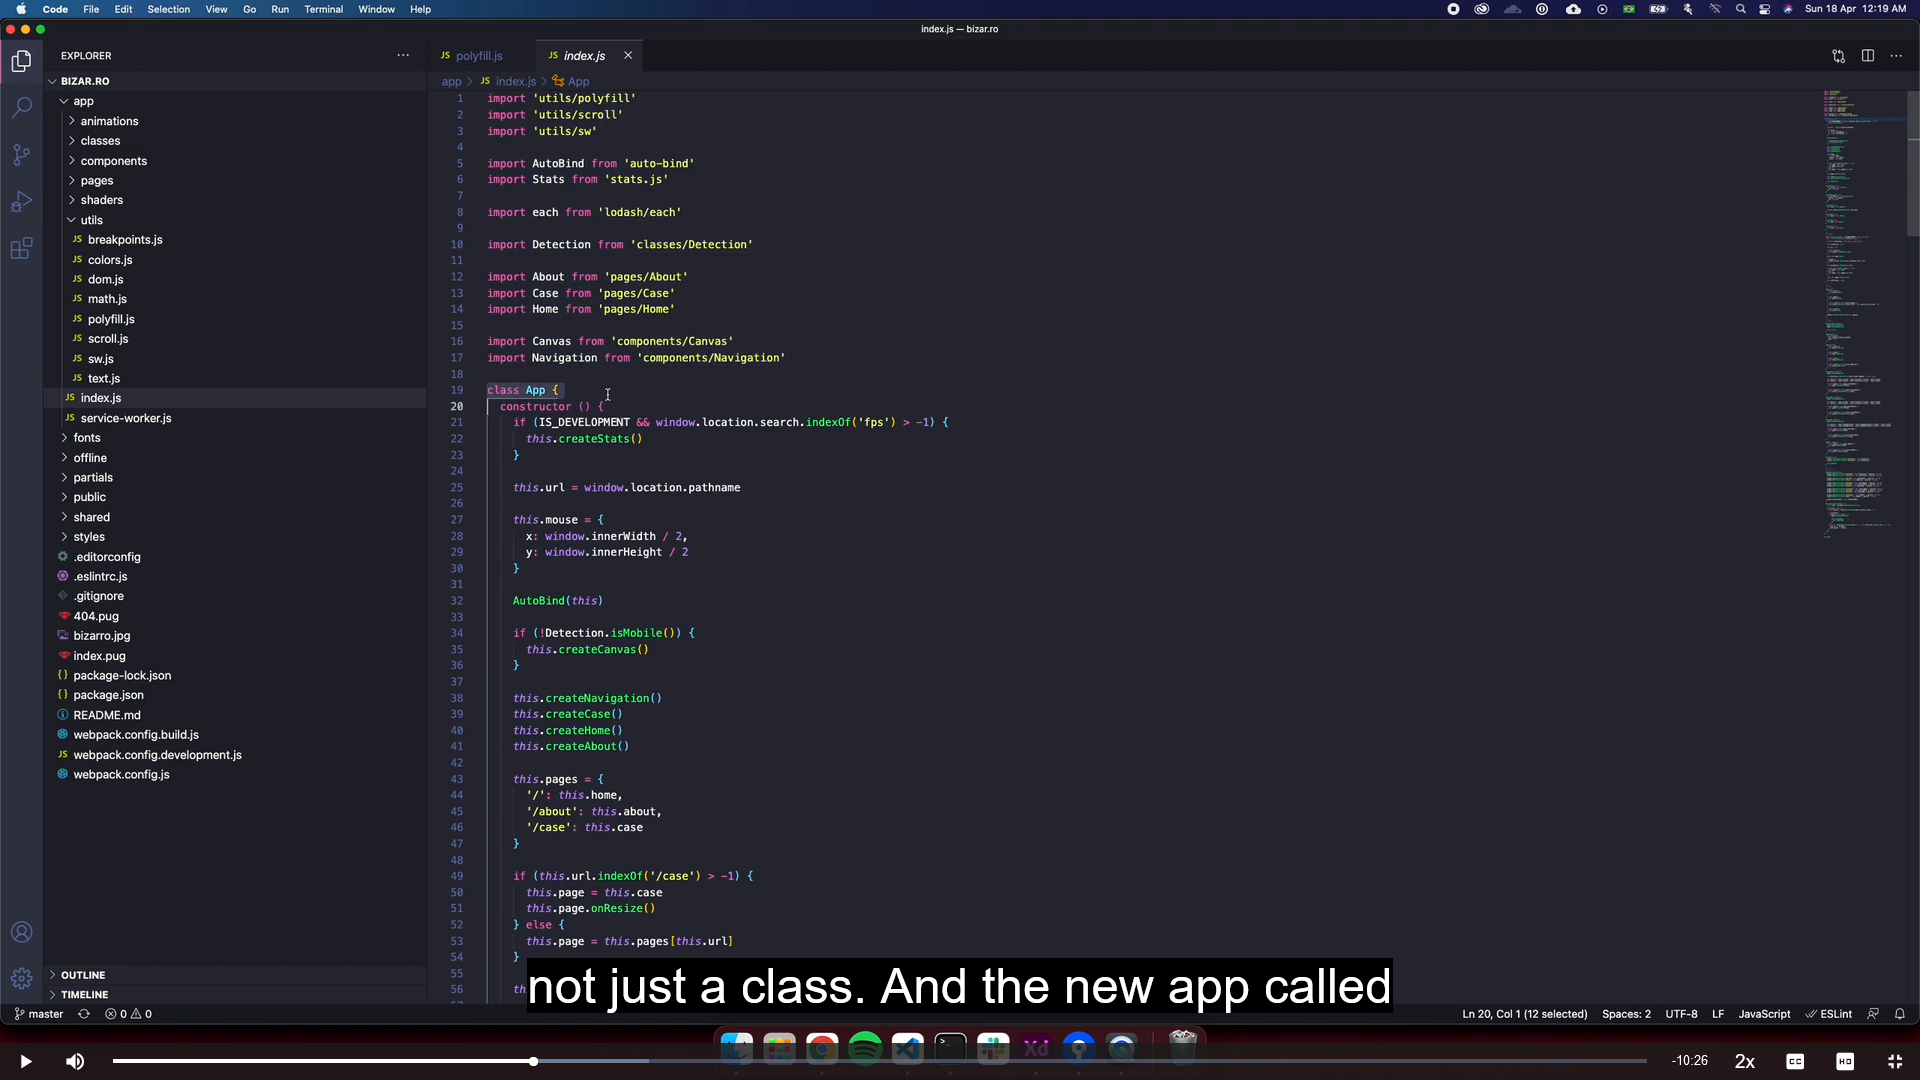 Code File Edit Selection View Go Run Terminal Window Help
Sun 18 Apr 12:19 AM
index.js — bizar.ro
EXPLORER
BIZAR.RO
app
animations
classes
components
pages
shaders
utils
JS breakpoints.js
JS colors.js
JS dom.js
JS math.js
JS polyfill.js
JS scroll.js
JS sw.js
JS text.js
JS index.js
JS service-worker.js
fonts
offline
partials
public
shared
styles
.editorconfig
.eslintrc.js
.gitignore
404.pug
bizarro.jpg
index.pug
{} package-lock.json
{} package.json
README.md
webpack.config.build.js
JS webpack.config.development.js
webpack.config.js
OUTLINE
TIMELINE
JS polyfill.js JS index.js
app > JS index.js > App
1 import 'utils/polyfill'
2 import 'utils/scroll'
3 import 'utils/sw'
4
5 import AutoBind from 'auto-bind'
6 import Stats from 'stats.js'
7
8 import each from 'lodash/each'
9
10 import Detection from 'classes/Detection'
11
12 import About from 'pages/About'
13 import Case from 'pages/Case'
14 import Home from 'pages/Home'
15
16 import Canvas from 'components/Canvas'
17 import Navigation from 'components/Navigation'
18
19 class App {
20 constructor () {
21 if (IS_DEVELOPMENT && window.location.search.indexOf('fps') > -1) {
22 this.createStats()
23 }
24
25 this.url = window.location.pathname
26
27 this.mouse = {
28 x: window.innerWidth / 2,
29 y: window.innerHeight / 2
30 }
31
32 AutoBind(this)
33
34 if (!Detection.isMobile()) {
35 this.createCanvas()
36 }
37
38 this.createNavigation()
39 this.createCase()
40 this.createHome()
41 this.createAbout()
42
43 this.pages = {
44 '/': this.home,
45 '/about': this.about,
46 '/case': this.case
47 }
48
49 if (this.url.indexOf('/case') > -1) {
50 this.page = this.case
51 this.page.onResize()
52 } else {
53 this.page = this.pages[this.url]
54 }
55
56 th
not just a class. And the new app called
master 0 0
Ln 20, Col 1 (12 selected) Spaces: 2 UTF-8 LF JavaScript ESLint
Xd
-10:26 2x CC HD